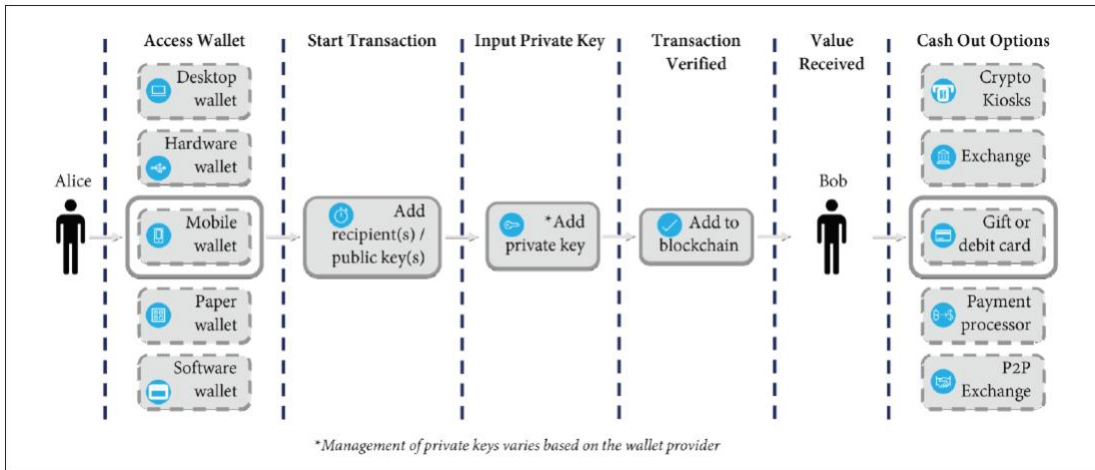 Access Wallet
Start Transaction
Input Private Key
Transaction
Verified
Value
Received
Cash Out Options
Alice
Desktop
wallet
Hardware
wallet
Mobile
wallet
Paper
wallet
Software
wallet
Add
recipient(s) /
public key(s)
*Add
private key
Add to
blockchain
Bob
Crypto
Kiosks
Exchange
Gift or
debit card
Payment
processor
P2P
Exchange
*Management of private keys varies based on the wallet provider